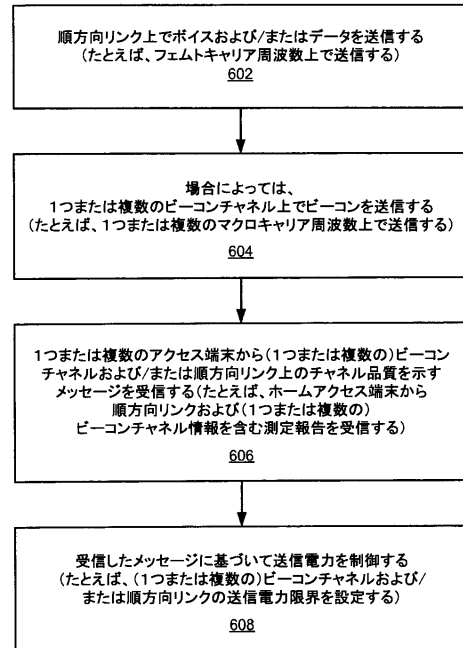 順方向リンク上でボイスおよび/またはデータを送信する
(たとえば、フェムトキャリア周波数上で送信する)
602
場合によっては、
1つまたは複数のビーコンチャネル上でビーコンを送信する
(たとえば、1つまたは複数のマクロキャリア周波数上で送信する)
604
1つまたは複数のアクセス端末から(1つまたは複数の)ビーコン
チャネルおよび/または順方向リンク上のチャネル品質を示す
メッセージを受信する(たとえば、ホームアクセス端末から
順方向リンクおよび(1つまたは複数の)
ビーコンチャネル情報を含む測定報告を受信する)
606
受信したメッセージに基づいて送信電力を制御する
(たとえば、(1つまたは複数の)ビーコンチャネルおよび/
または順方向リンクの送信電力限界を設定する)
608